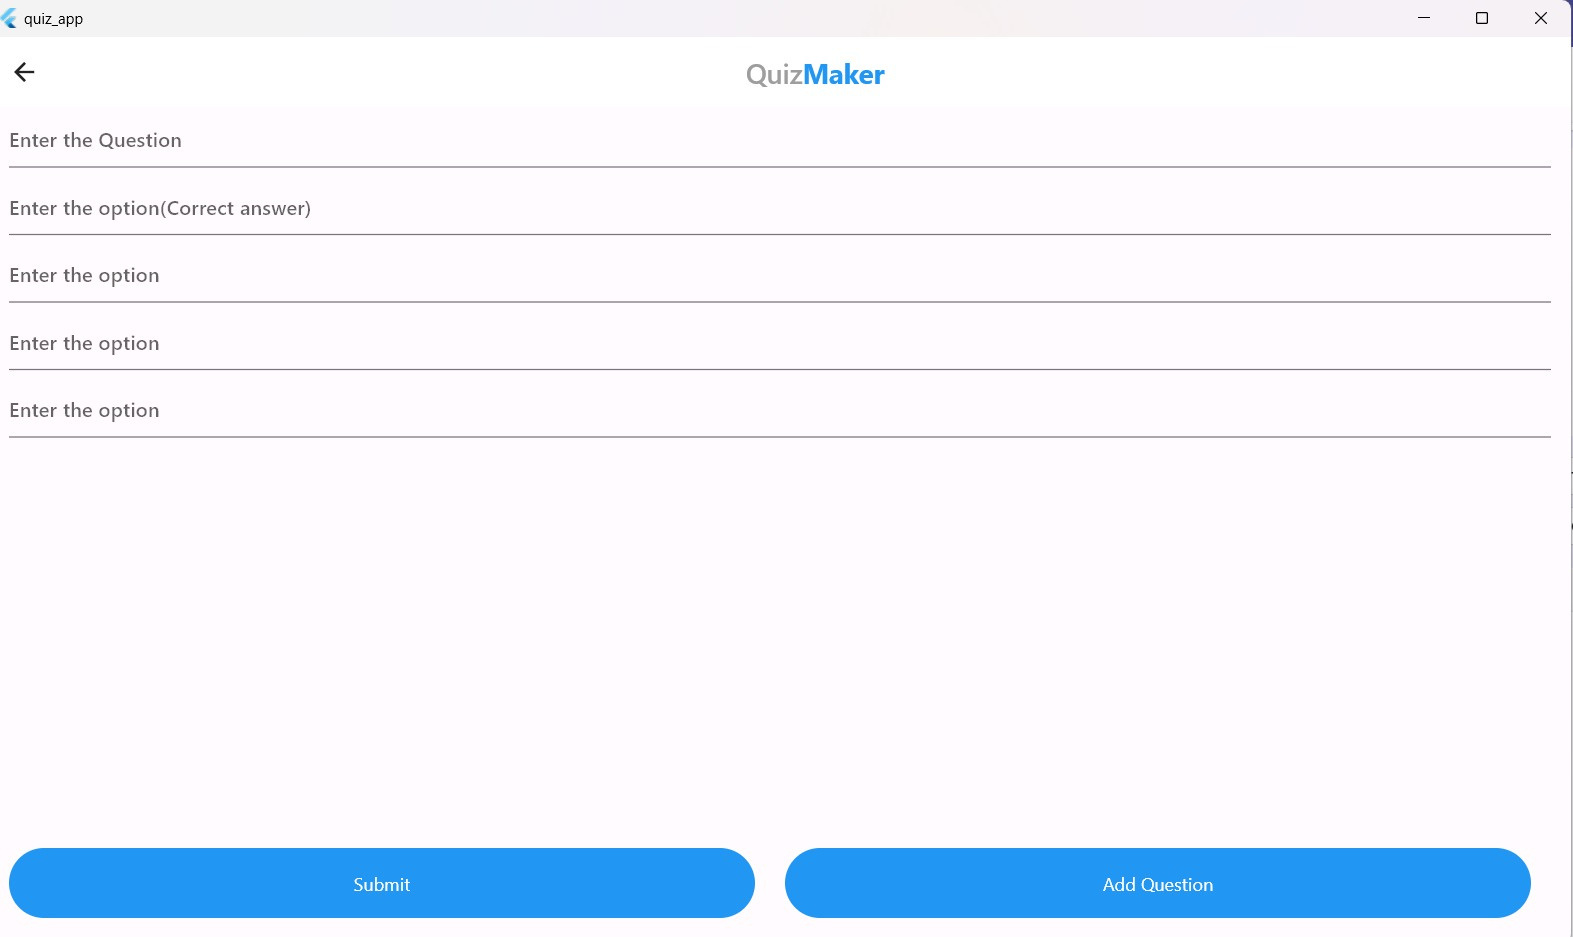 quiz_app
QuizMaker
Enter the Question
Enter the option(Correct answer)
Enter the option
Enter the option
Enter the option
Submit
Add Question